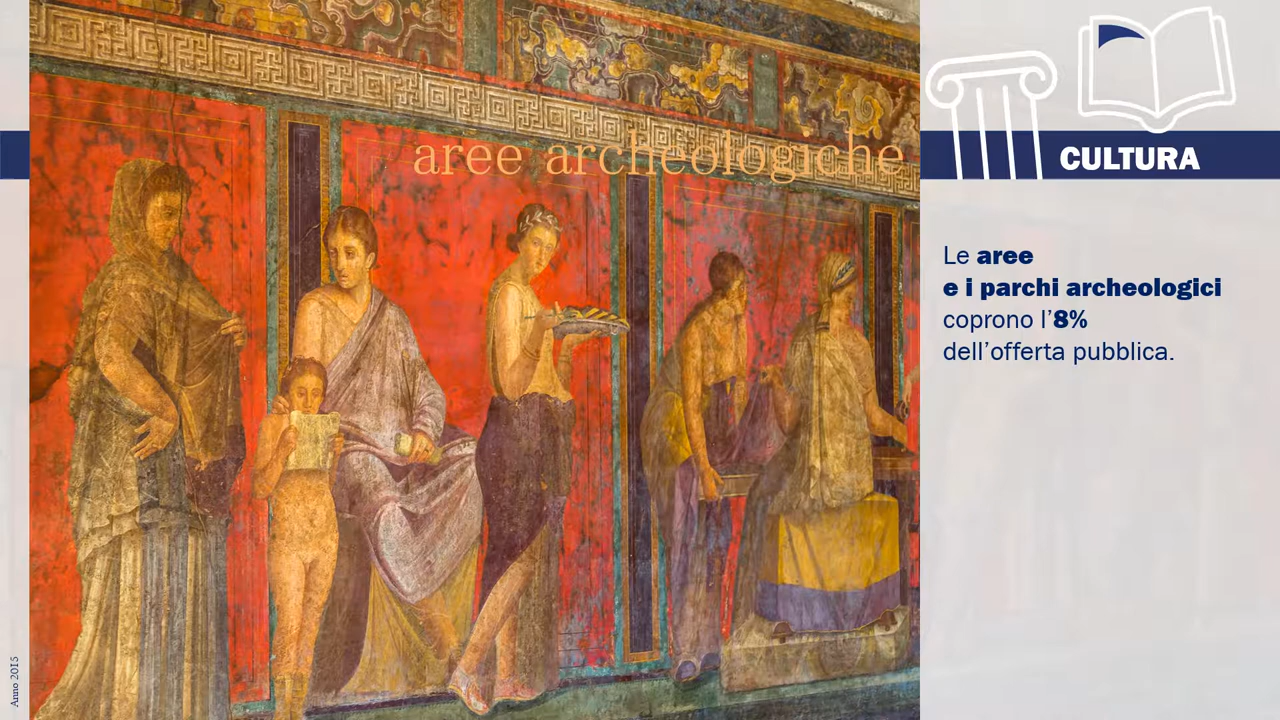 aree archeologiche
CULTURA
Le aree
e i parchi archeologici
coprono l’8%
dell’offerta pubblica.
Anno 2015